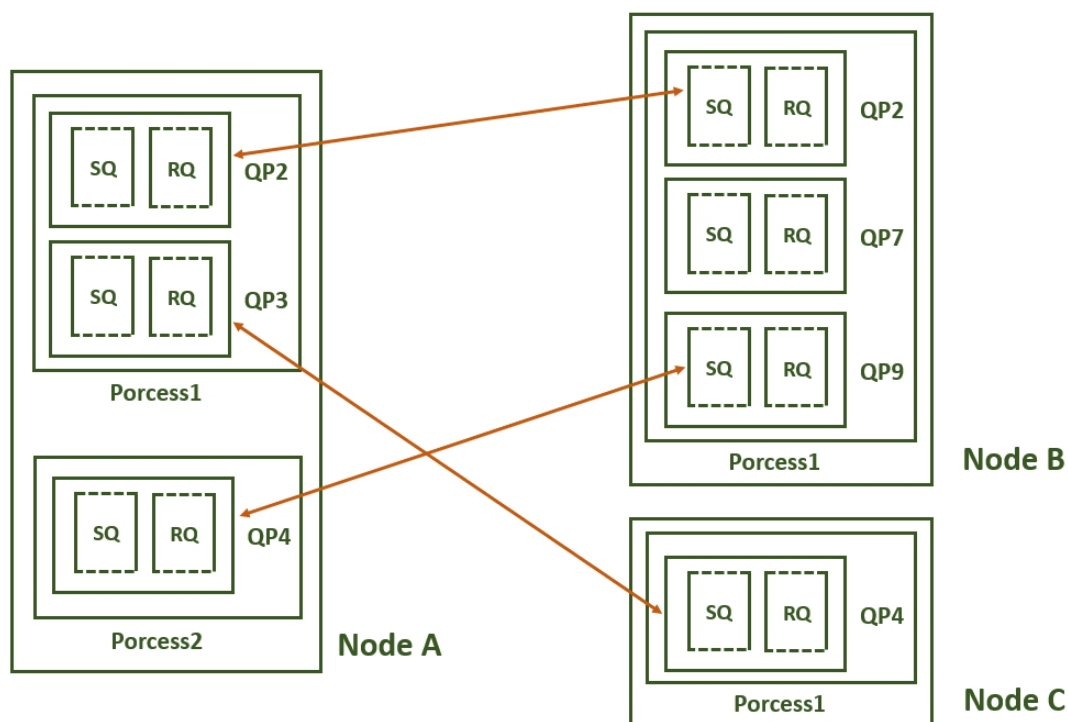 SQ RQ QP2
SQ RQ QP3
Porcess1
SQ RQ QP4
Porcess2
Node A
SQ RQ QP2
SQ RQ QP7
SQ RQ QP9
Porcess1
Node B
SQ RQ QP4
Porcess1
Node C